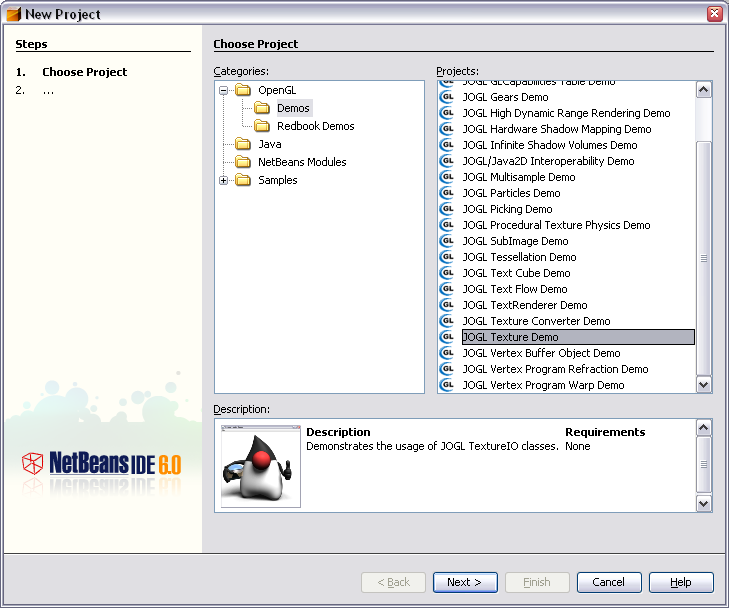 New Project
Steps
1. Choose Project
2. ...
Choose Project
Categories:
OpenGL
Demos
Redbook Demos
Java
NetBeans Modules
Samples
Projects:
JOGL GLCapabilities Table Demo
JOGL Gears Demo
JOGL High Dynamic Range Rendering Demo
JOGL Hardware Shadow Mapping Demo
JOGL Infinite Shadow Volumes Demo
JOGL/Java2D Interoperability Demo
JOGL Multisample Demo
JOGL Particles Demo
JOGL Picking Demo
JOGL Procedural Texture Physics Demo
JOGL SubImage Demo
JOGL Tessellation Demo
JOGL Text Cube Demo
JOGL Text Flow Demo
JOGL TextRenderer Demo
JOGL Texture Converter Demo
JOGL Texture Demo
JOGL Vertex Buffer Object Demo
JOGL Vertex Program Refraction Demo
JOGL Vertex Program Warp Demo
Description:
Description Requirements
Demonstrates the usage of JOGL TextureIO classes. None
NetBeans IDE 6.0
< Back Next > Finish Cancel Help